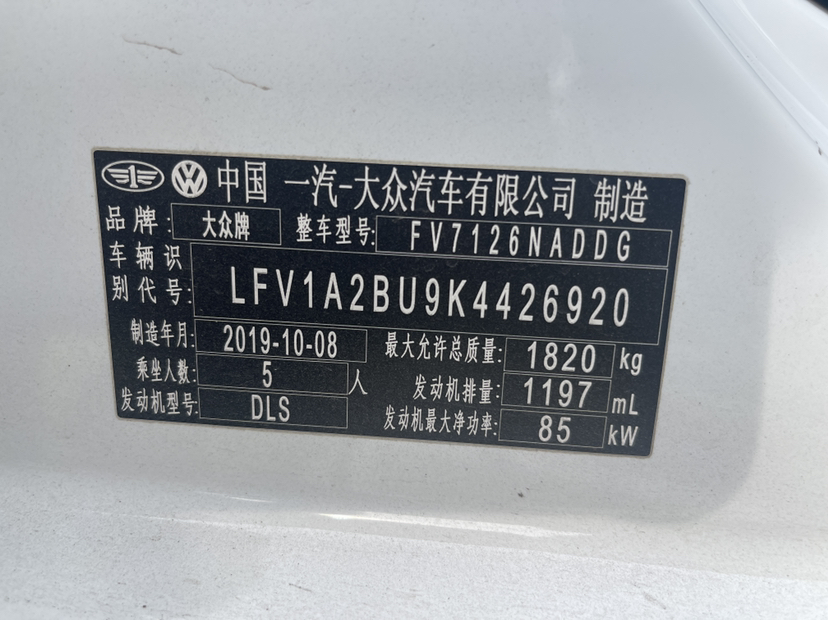 中国 一汽-大众汽车有限公司 制造
品牌: 大众牌 整车型号: FV7126NADDG
车辆识别代号: LFV1A2BU9K4426920
制造年月: 2019-10-08 最大允许总质量: 1820 kg
乘坐人数: 5 人 发动机排量: 1197 mL
发动机型号: DLS 发动机最大净功率: 85 kW